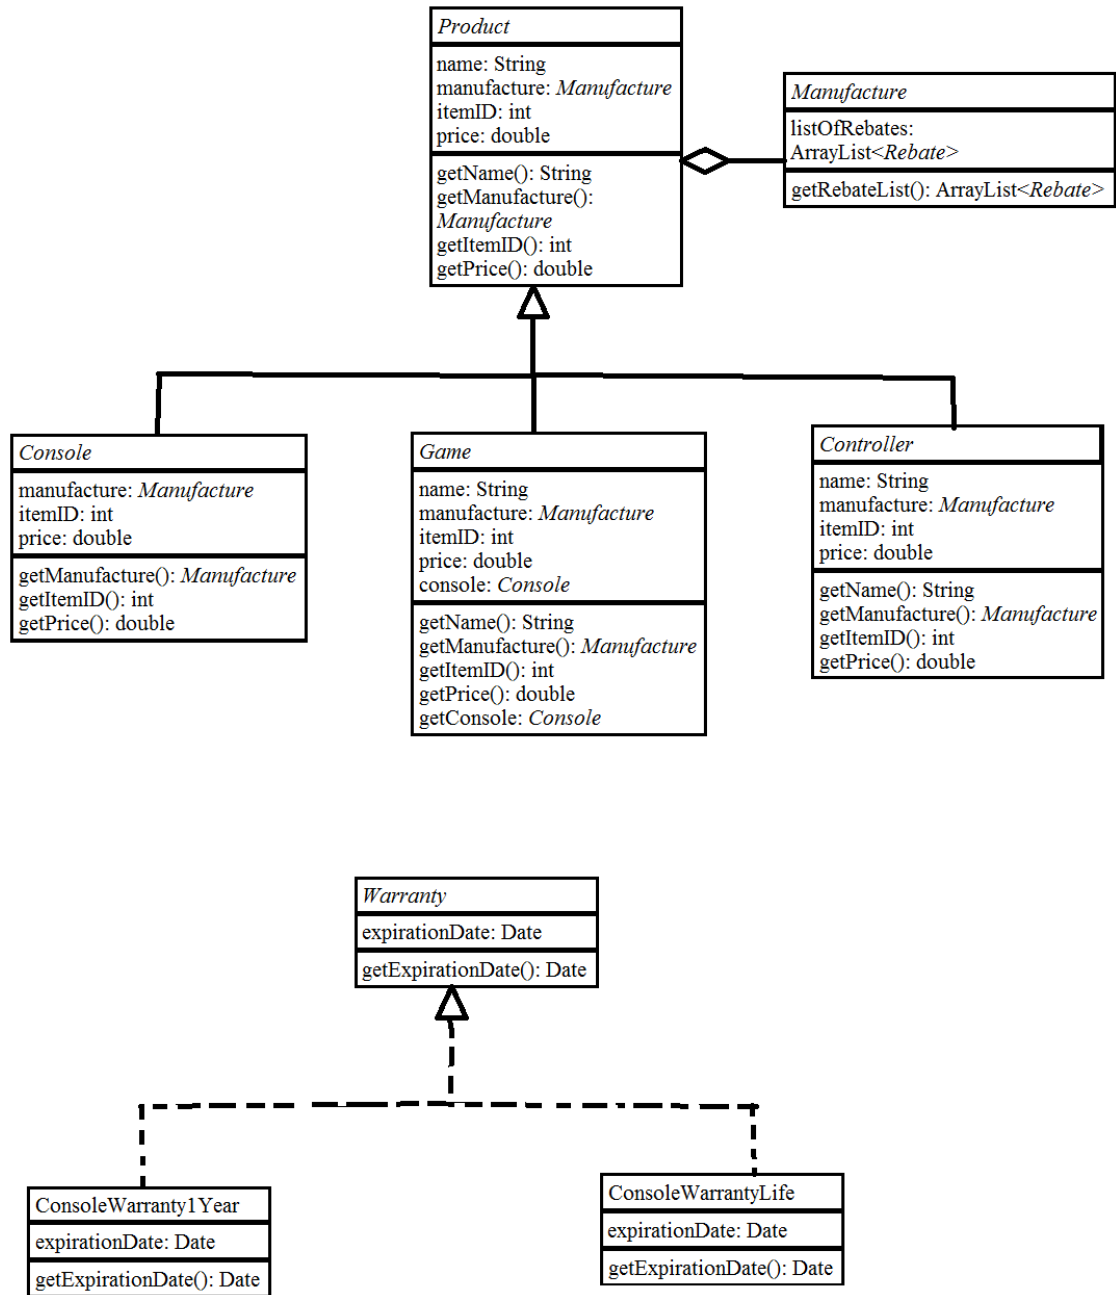 Product
name: String
manufacture: Manufacture
itemID: int
price: double
getName(): String
getManufacture():
Manufacture
getItemID(): int
getPrice(): double
Manufacture
listOfRebates:
ArrayList<Rebate>
getRebateList(): ArrayList<Rebate>
Console
manufacture: Manufacture
itemID: int
price: double
getManufacture(): Manufacture
getItemID(): int
getPrice(): double
Game
name: String
manufacture: Manufacture
itemID: int
price: double
console: Console
getName(): String
getManufacture(): Manufacture
getItemID(): int
getPrice(): double
getConsole: Console
Controller
name: String
manufacture: Manufacture
itemID: int
price: double
getName(): String
getManufacture(): Manufacture
getItemID(): int
getPrice(): double
Warranty
expirationDate: Date
getExpirationDate(): Date
ConsoleWarranty1Year
expirationDate: Date
getExpirationDate(): Date
ConsoleWarrantyLife
expirationDate: Date
getExpirationDate(): Date